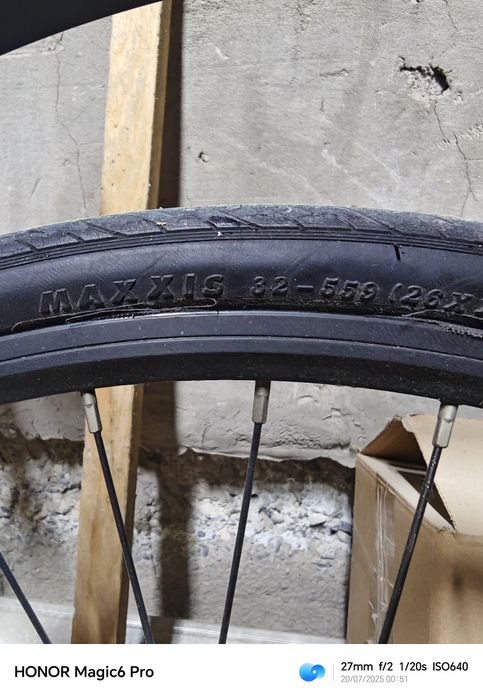 MAXXIS 32-559 (26X
HONOR Magic6 Pro
27mm f/2 1/20s ISO640
20/07/2025 00:51